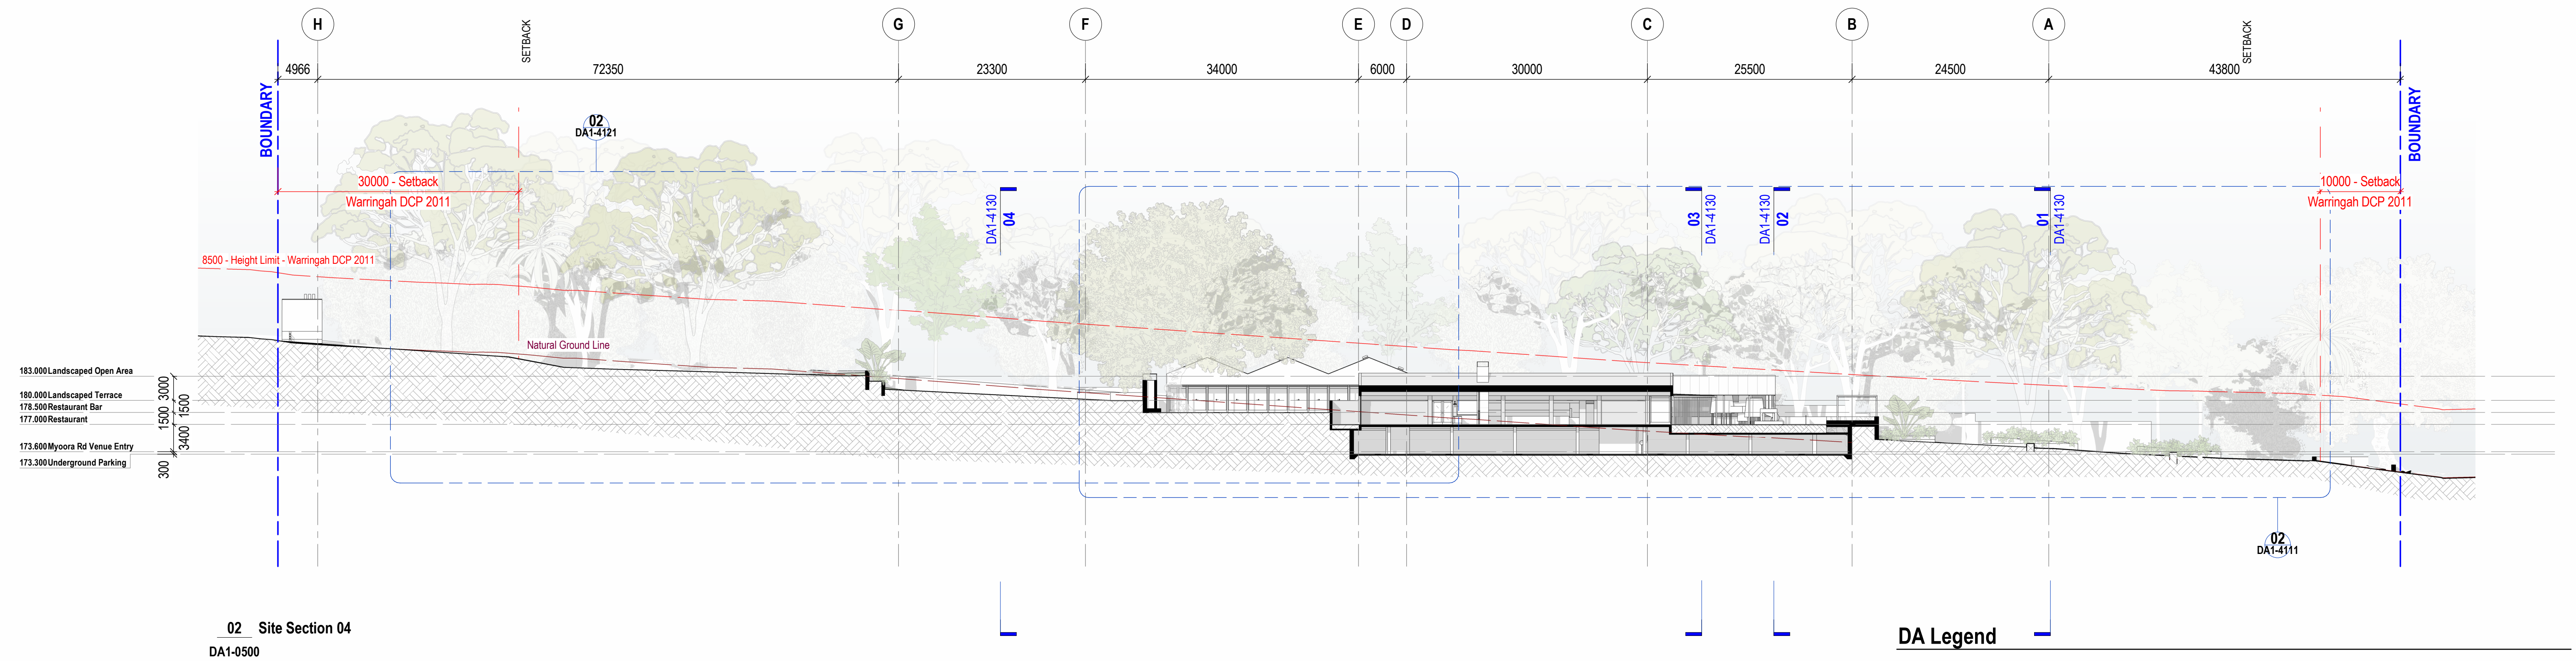 H
SETBACK
G
F
E
D
C
B
A
SETBACK
4966
72350
23300
34000
6000
30000
25500
24500
43800
BOUNDARY
BOUNDARY
02
DA1-4121
30000 - Setback
Warringah DCP 2011
10000 - Setback
Warringah DCP 2011
DA1-4130
04
03
DA1-4130
DA1-4130
02
01
DA1-4130
8500 - Height Limit - Warringah DCP 2011
Natural Ground Line
183.000 Landscaped Open Area
3000
180.000 Landscaped Terrace
1500
178.500 Restaurant Bar
1500
177.000 Restaurant
3400
173.600 Myoora Rd Venue Entry
173.300 Underground Parking
300
02
DA1-4111
02 Site Section 04
DA1-0500
DA Legend